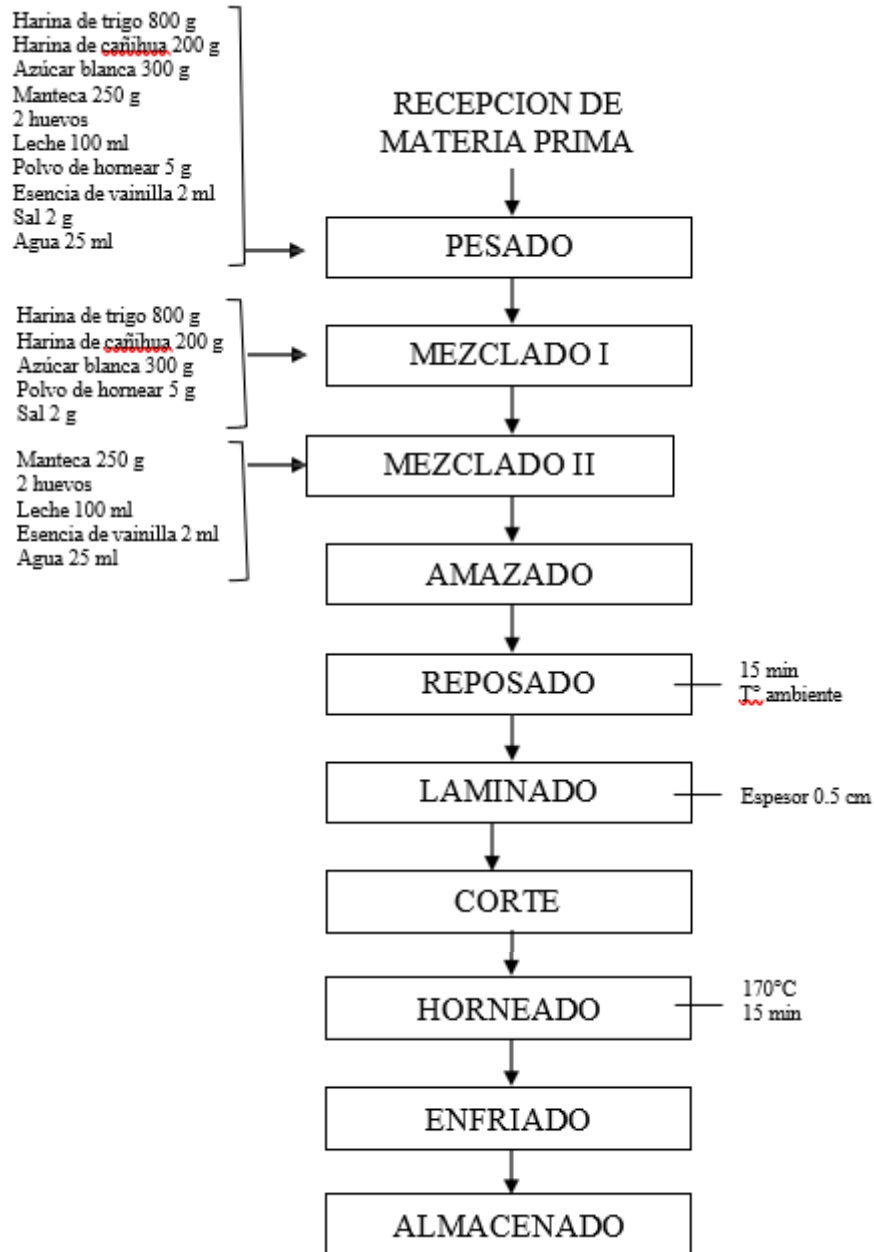 Harina de trigo 800 g
Harina de cañihua 200 g
Azúcar blanca 300 g
Manteca 250 g
2 huevos
Leche 100 ml
Polvo de hornear 5 g
Esencia de vainilla 2 ml
Sal 2 g
Agua 25 ml
RECEPCION DE
MATERIA PRIMA
PESADO
Harina de trigo 800 g
Harina de cañihua 200 g
Azúcar blanca 300 g
Polvo de hornear 5 g
Sal 2 g
MEZCLADO I
Manteca 250 g
2 huevos
Leche 100 ml
Esencia de vainilla 2 ml
Agua 25 ml
MEZCLADO II
AMAZADO
REPOSADO
15 min
T° ambiente
LAMINADO
Espesor 0.5 cm
CORTE
HORNEADO
170°C
15 min
ENFRIADO
ALMACENADO